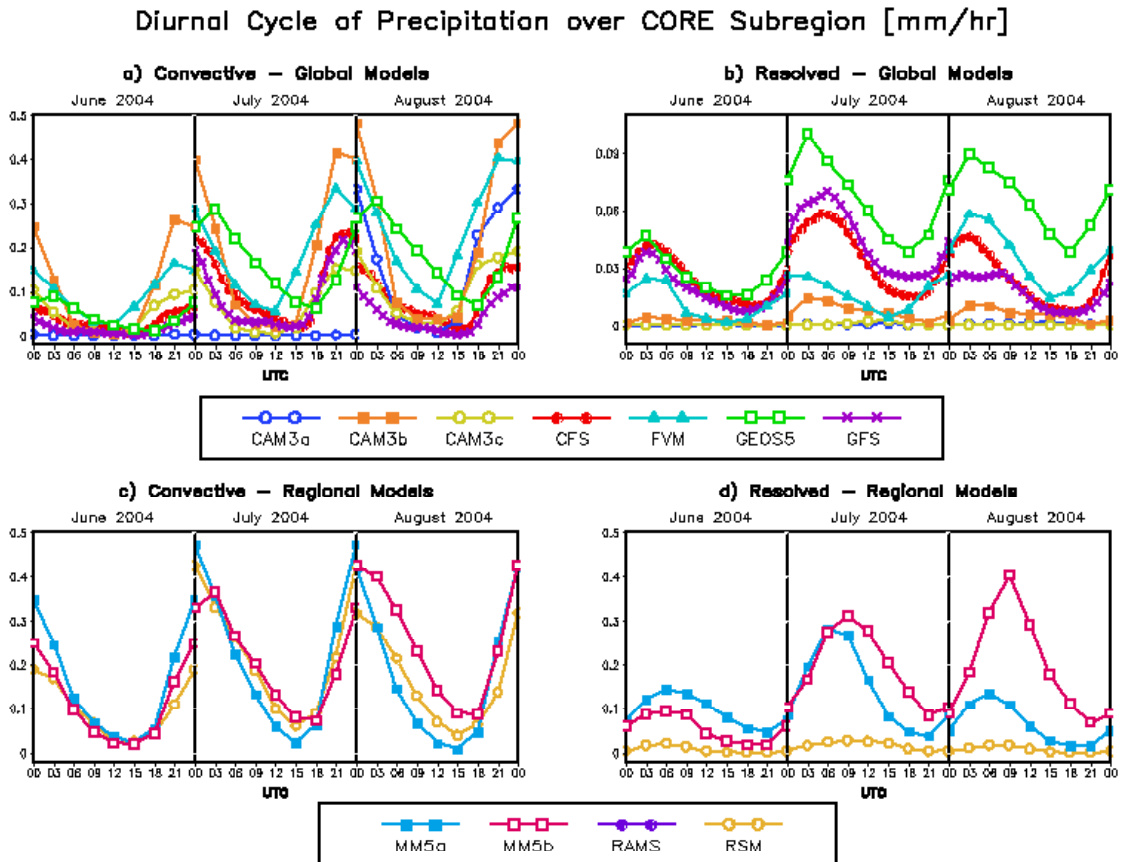 Diurnal Cycle of Precipitation over CORE Subregion [mm/hr]
a) Convective – Global Models
b) Resolved – Global Models
June 2004 July 2004 August 2004
June 2004 July 2004 August 2004
0.5
0.4
0.3
0.2
0.1
0
0.09
0.06
0.03
0
00 03 06 09 12 15 18 21 00 03 06 09 12 15 18 21 00 03 06 09 12 15 18 21 00
00 03 06 09 12 15 18 21 00 03 06 09 12 15 18 21 00 03 06 09 12 15 18 21 00
UTC
UTC
CAM3a CAM3b CAM3c CFS FVM GEOS5 GFS
c) Convective – Regional Models
d) Resolved – Regional Models
June 2004 July 2004 August 2004
June 2004 July 2004 August 2004
0.5
0.4
0.3
0.2
0.1
0
0.5
0.4
0.3
0.2
0.1
0
00 03 06 09 12 15 18 21 00 03 06 09 12 15 18 21 00 03 06 09 12 15 18 21 00
00 03 06 09 12 15 18 21 00 03 06 09 12 15 18 21 00 03 06 09 12 15 18 21 00
UTC
UTC
MM5a MM5b RAMS RSM